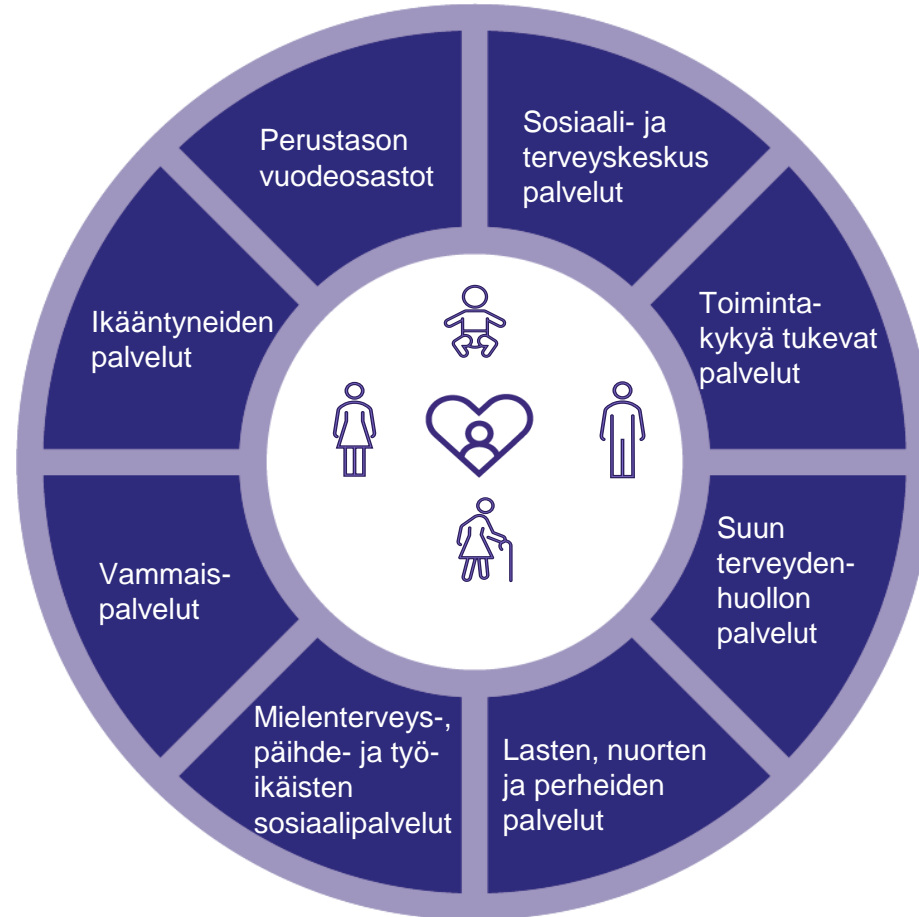 Perustason
vuodeosastot
Sosiaali- ja
terveyskeskus
palvelut
Toiminta-
kykyä tukevat
palvelut
Suun
terveyden-
huollon
palvelut
Lasten, nuorten
ja perheiden
palvelut
Mielenterveys-,
päihde- ja työ-
ikäisten
sosiaalipalvelut
Vammais-
palvelut
Ikääntyneiden
palvelut